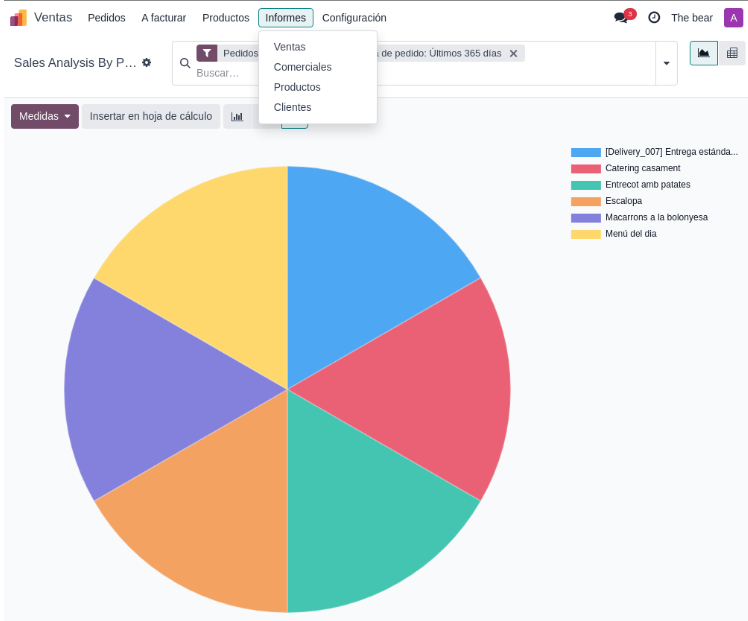 Ventas Pedidos A facturar Productos Informes Configuración 3 The bear A
Sales Analysis By P...
Pedidos
de pedido: Últimos 365 días
Buscar...
Ventas
Comerciales
Productos
Clientes
Medidas
Insertar en hoja de cálculo
[Delivery_007] Entrega estánda...
Catering casament
Entrecot amb patates
Escalopa
Macarrons a la bolonyesa
Menú del dia